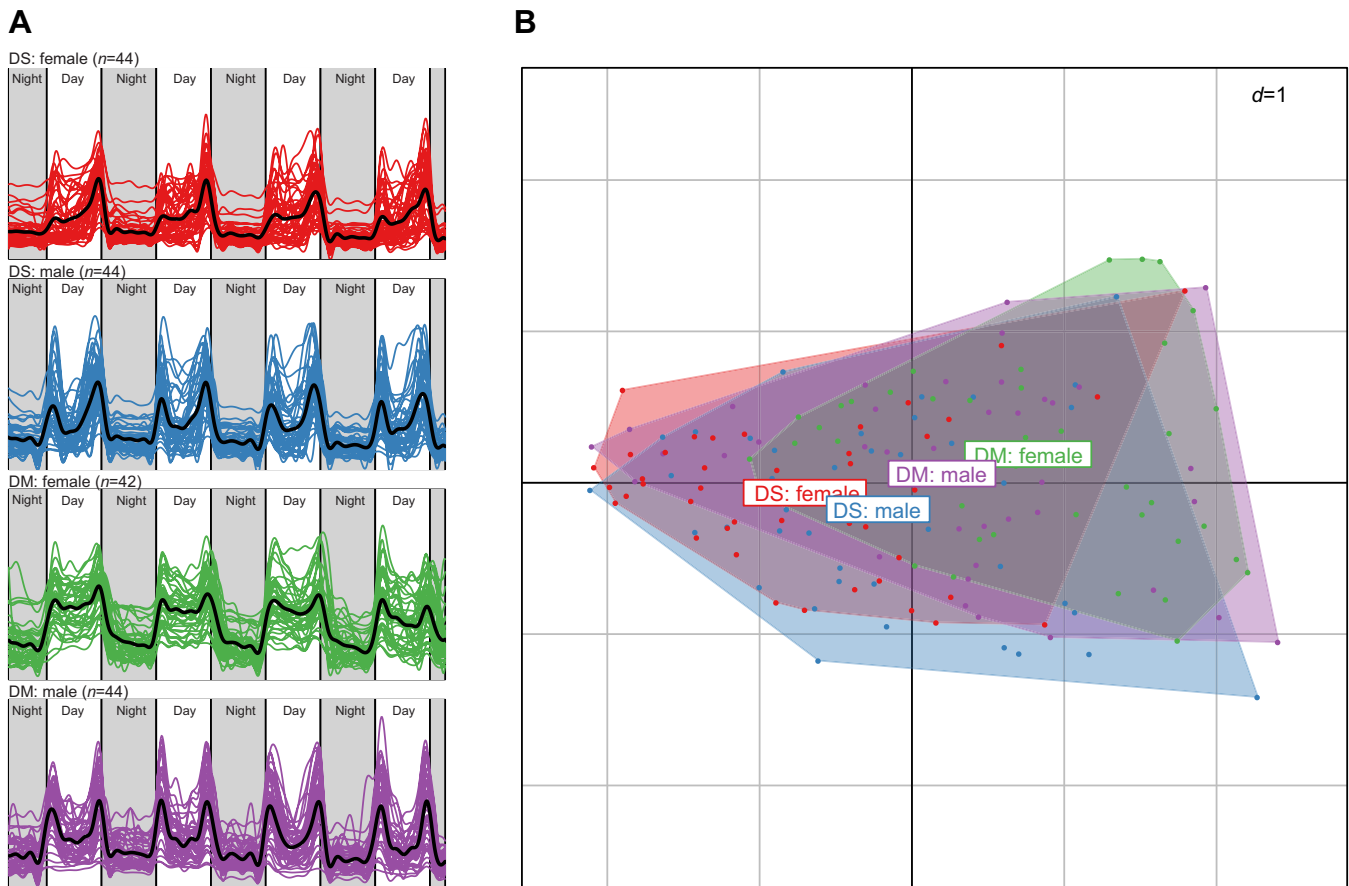 A
DS: female (n=44)
Night Day Night Day Night Day Night Day
DS: male (n=44)
Night Day Night Day Night Day Night Day
DM: female (n=42)
Night Day Night Day Night Day Night Day
DM: male (n=44)
Night Day Night Day Night Day Night Day
B
d=1
DM: female
DM: male
DS: female
DS: male